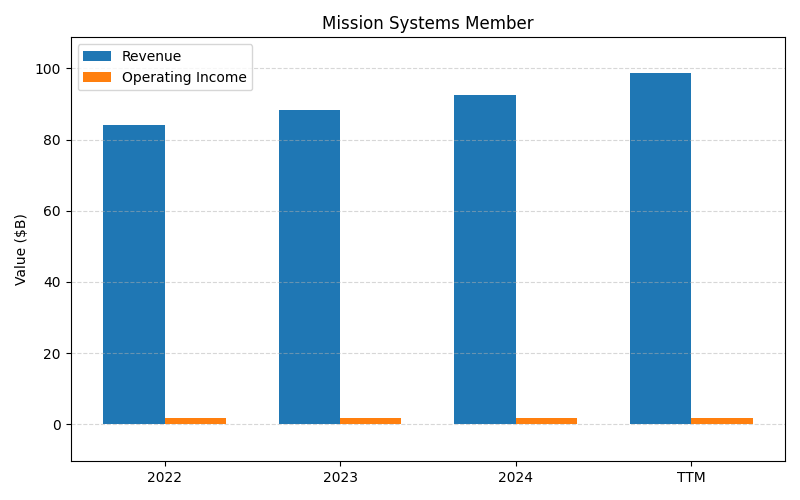 Mission Systems Member
Revenue
Operating Income
Value ($B)
100
80
60
40
20
0
2022 2023 2024 TTM